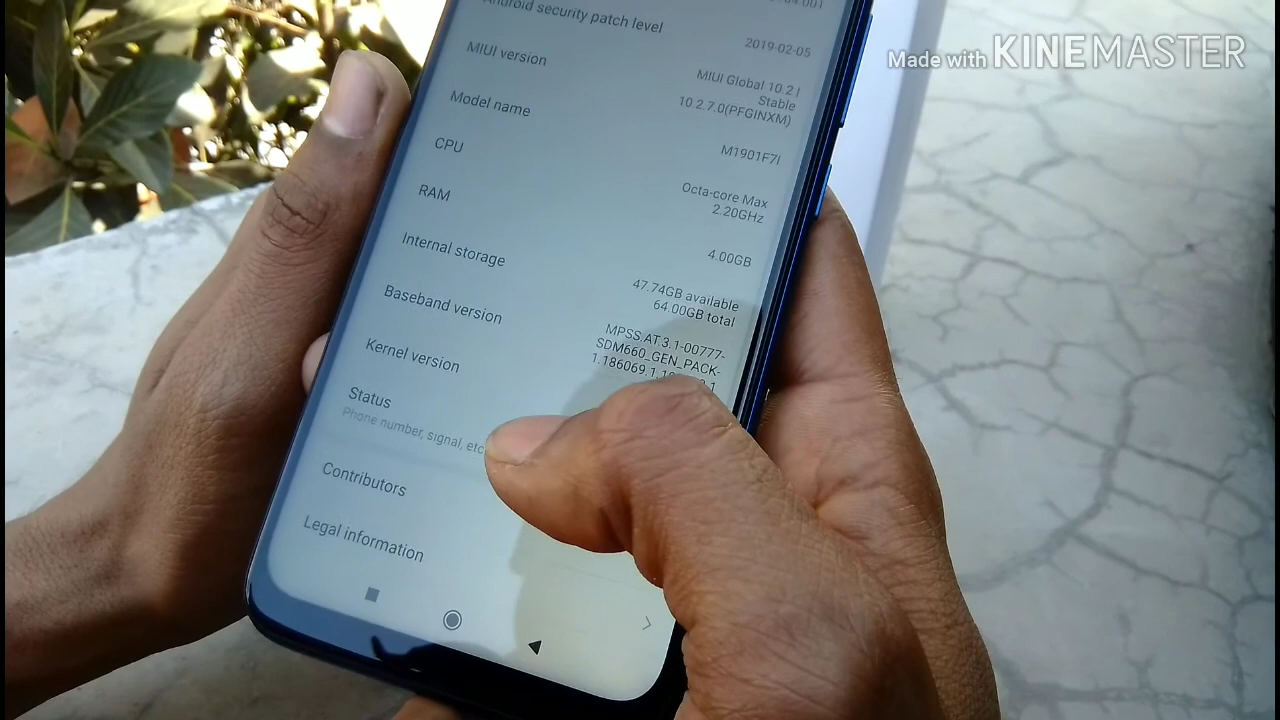 Android security patch level
2019-02-05
MIUI version
MIUI Global 10.2 |
Stable
10.2.7.0(PFGINXM)
Model name
M1901F7I
CPU
Octa-core Max
2.20GHz
RAM
4.00GB
Internal storage
47.74GB available
64.00GB total
Baseband version
MPSS.AT.3.1-00777-
SDM660_GEN_PACK-
Kernel version
Status
Phone number, signal, etc
Contributors
Legal information
Made with KINEMASTER